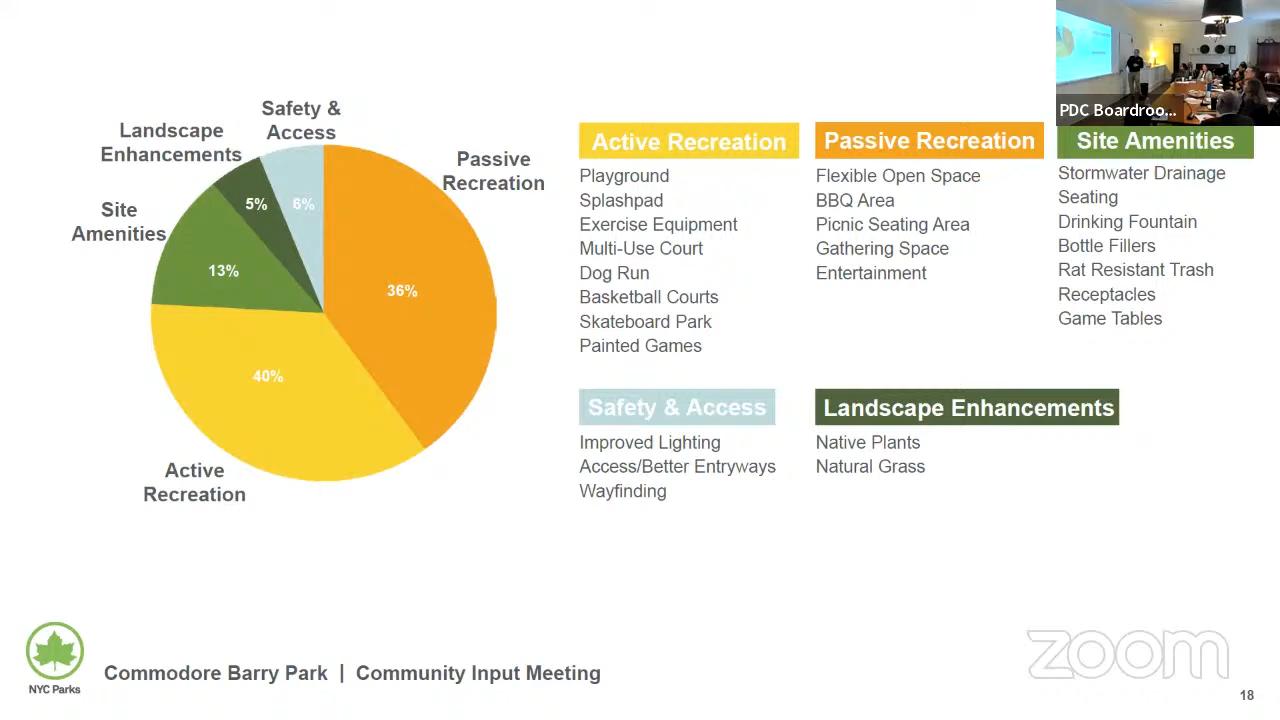 PDC Boardroo...
Safety &
Access
Landscape
Enhancements
Passive
Recreation
Site
Amenities
Active
Recreation
5%
6%
13%
36%
40%
Active Recreation
Playground
Splashpad
Exercise Equipment
Multi-Use Court
Dog Run
Basketball Courts
Skateboard Park
Painted Games
Passive Recreation
Flexible Open Space
BBQ Area
Picnic Seating Area
Gathering Space
Entertainment
Site Amenities
Stormwater Drainage
Seating
Drinking Fountain
Bottle Fillers
Rat Resistant Trash
Receptacles
Game Tables
Safety & Access
Improved Lighting
Access/Better Entryways
Wayfinding
Landscape Enhancements
Native Plants
Natural Grass
NYC Parks
Commodore Barry Park | Community Input Meeting
zoom
18